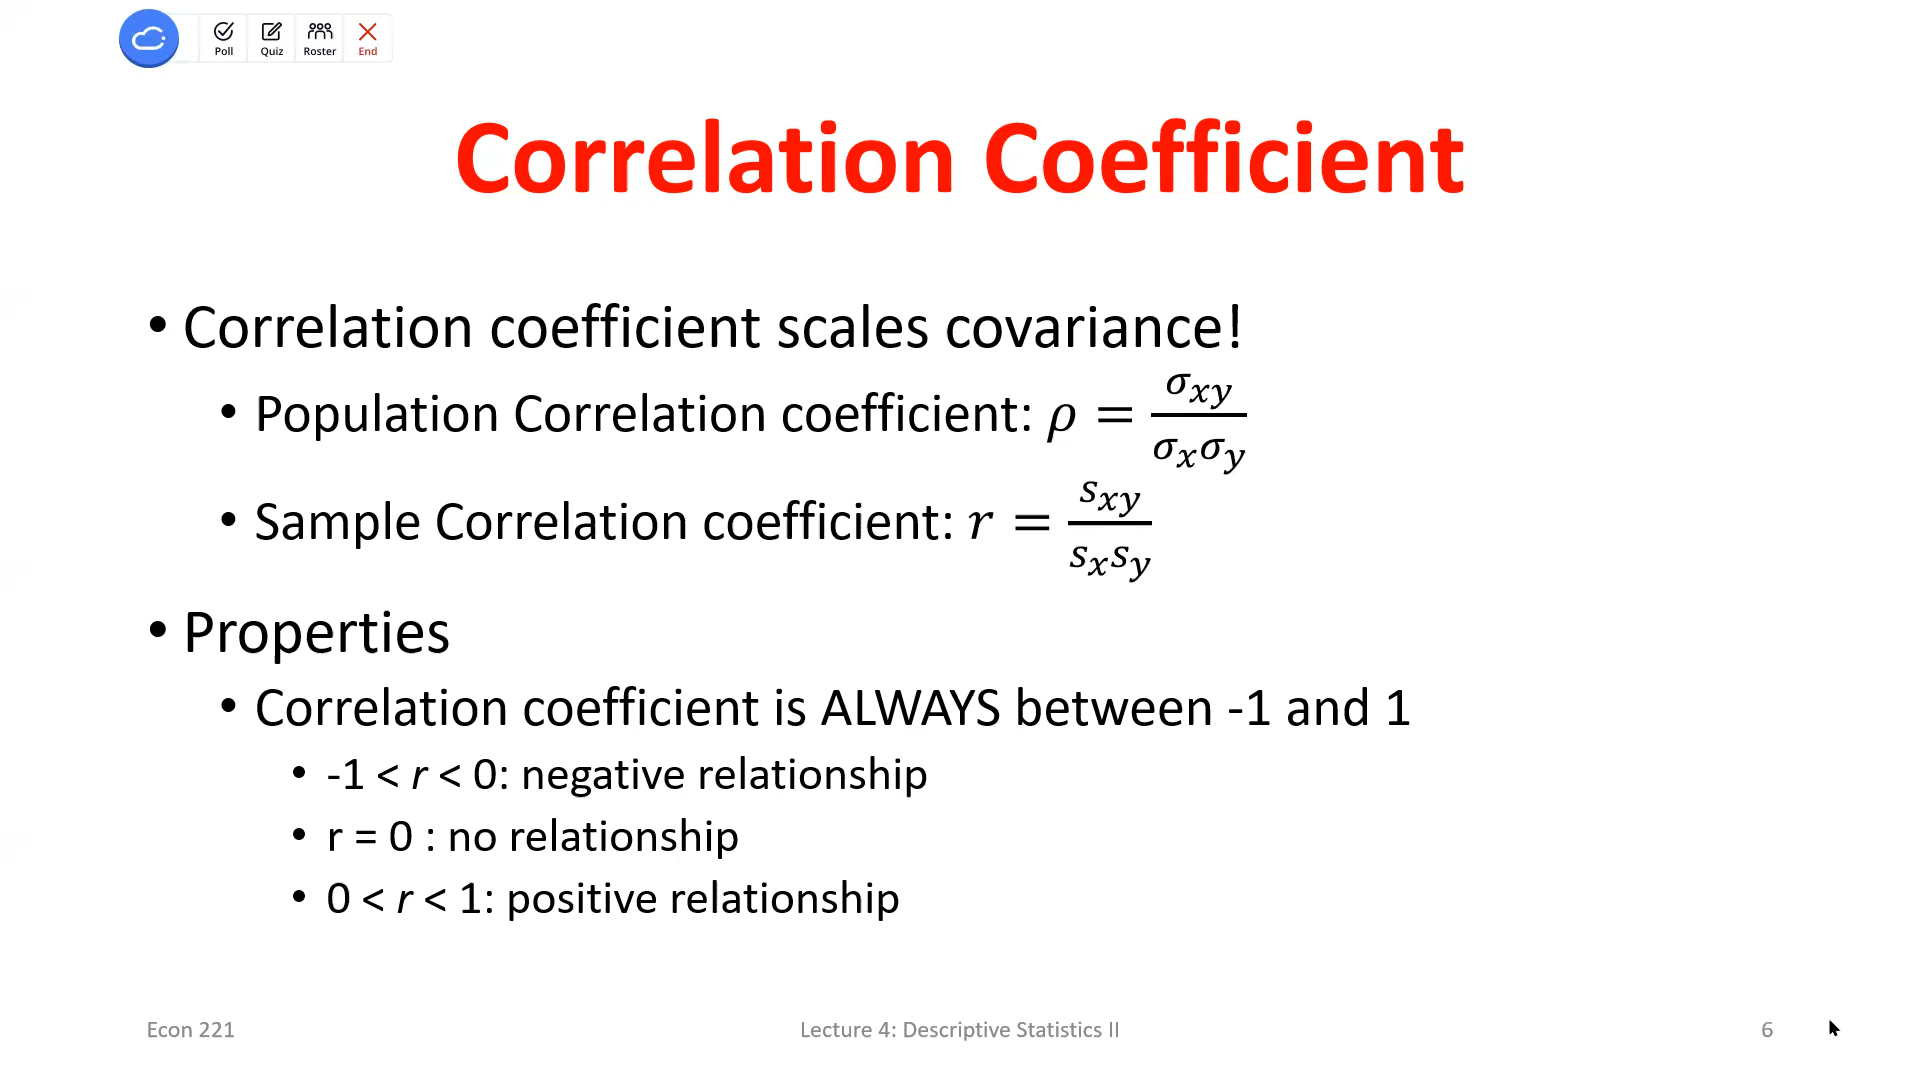 Poll Quiz Roster End
Correlation Coefficient
• Correlation coefficient scales covariance!
• Population Correlation coefficient: ρ = σxy / σxσy
• Sample Correlation coefficient: r = sxy / sxsy
• Properties
• Correlation coefficient is ALWAYS between -1 and 1
• -1 < r < 0: negative relationship
• r = 0 : no relationship
• 0 < r < 1: positive relationship
Econ 221 Lecture 4: Descriptive Statistics II 6